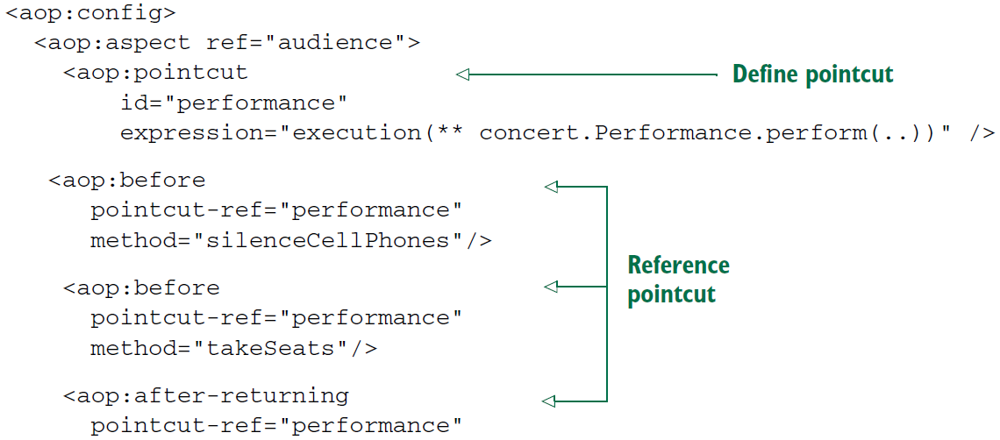 <aop:config>
<aop:aspect ref="audience">
<aop:pointcut
Define pointcut
id="performance"
expression="execution(** concert.Performance.perform(..))" />
<aop:before
pointcut-ref="performance"
method="silenceCellPhones"/>
Reference
pointcut
<aop:before
pointcut-ref="performance"
method="takeSeats"/>
<aop:after-returning
pointcut-ref="performance"